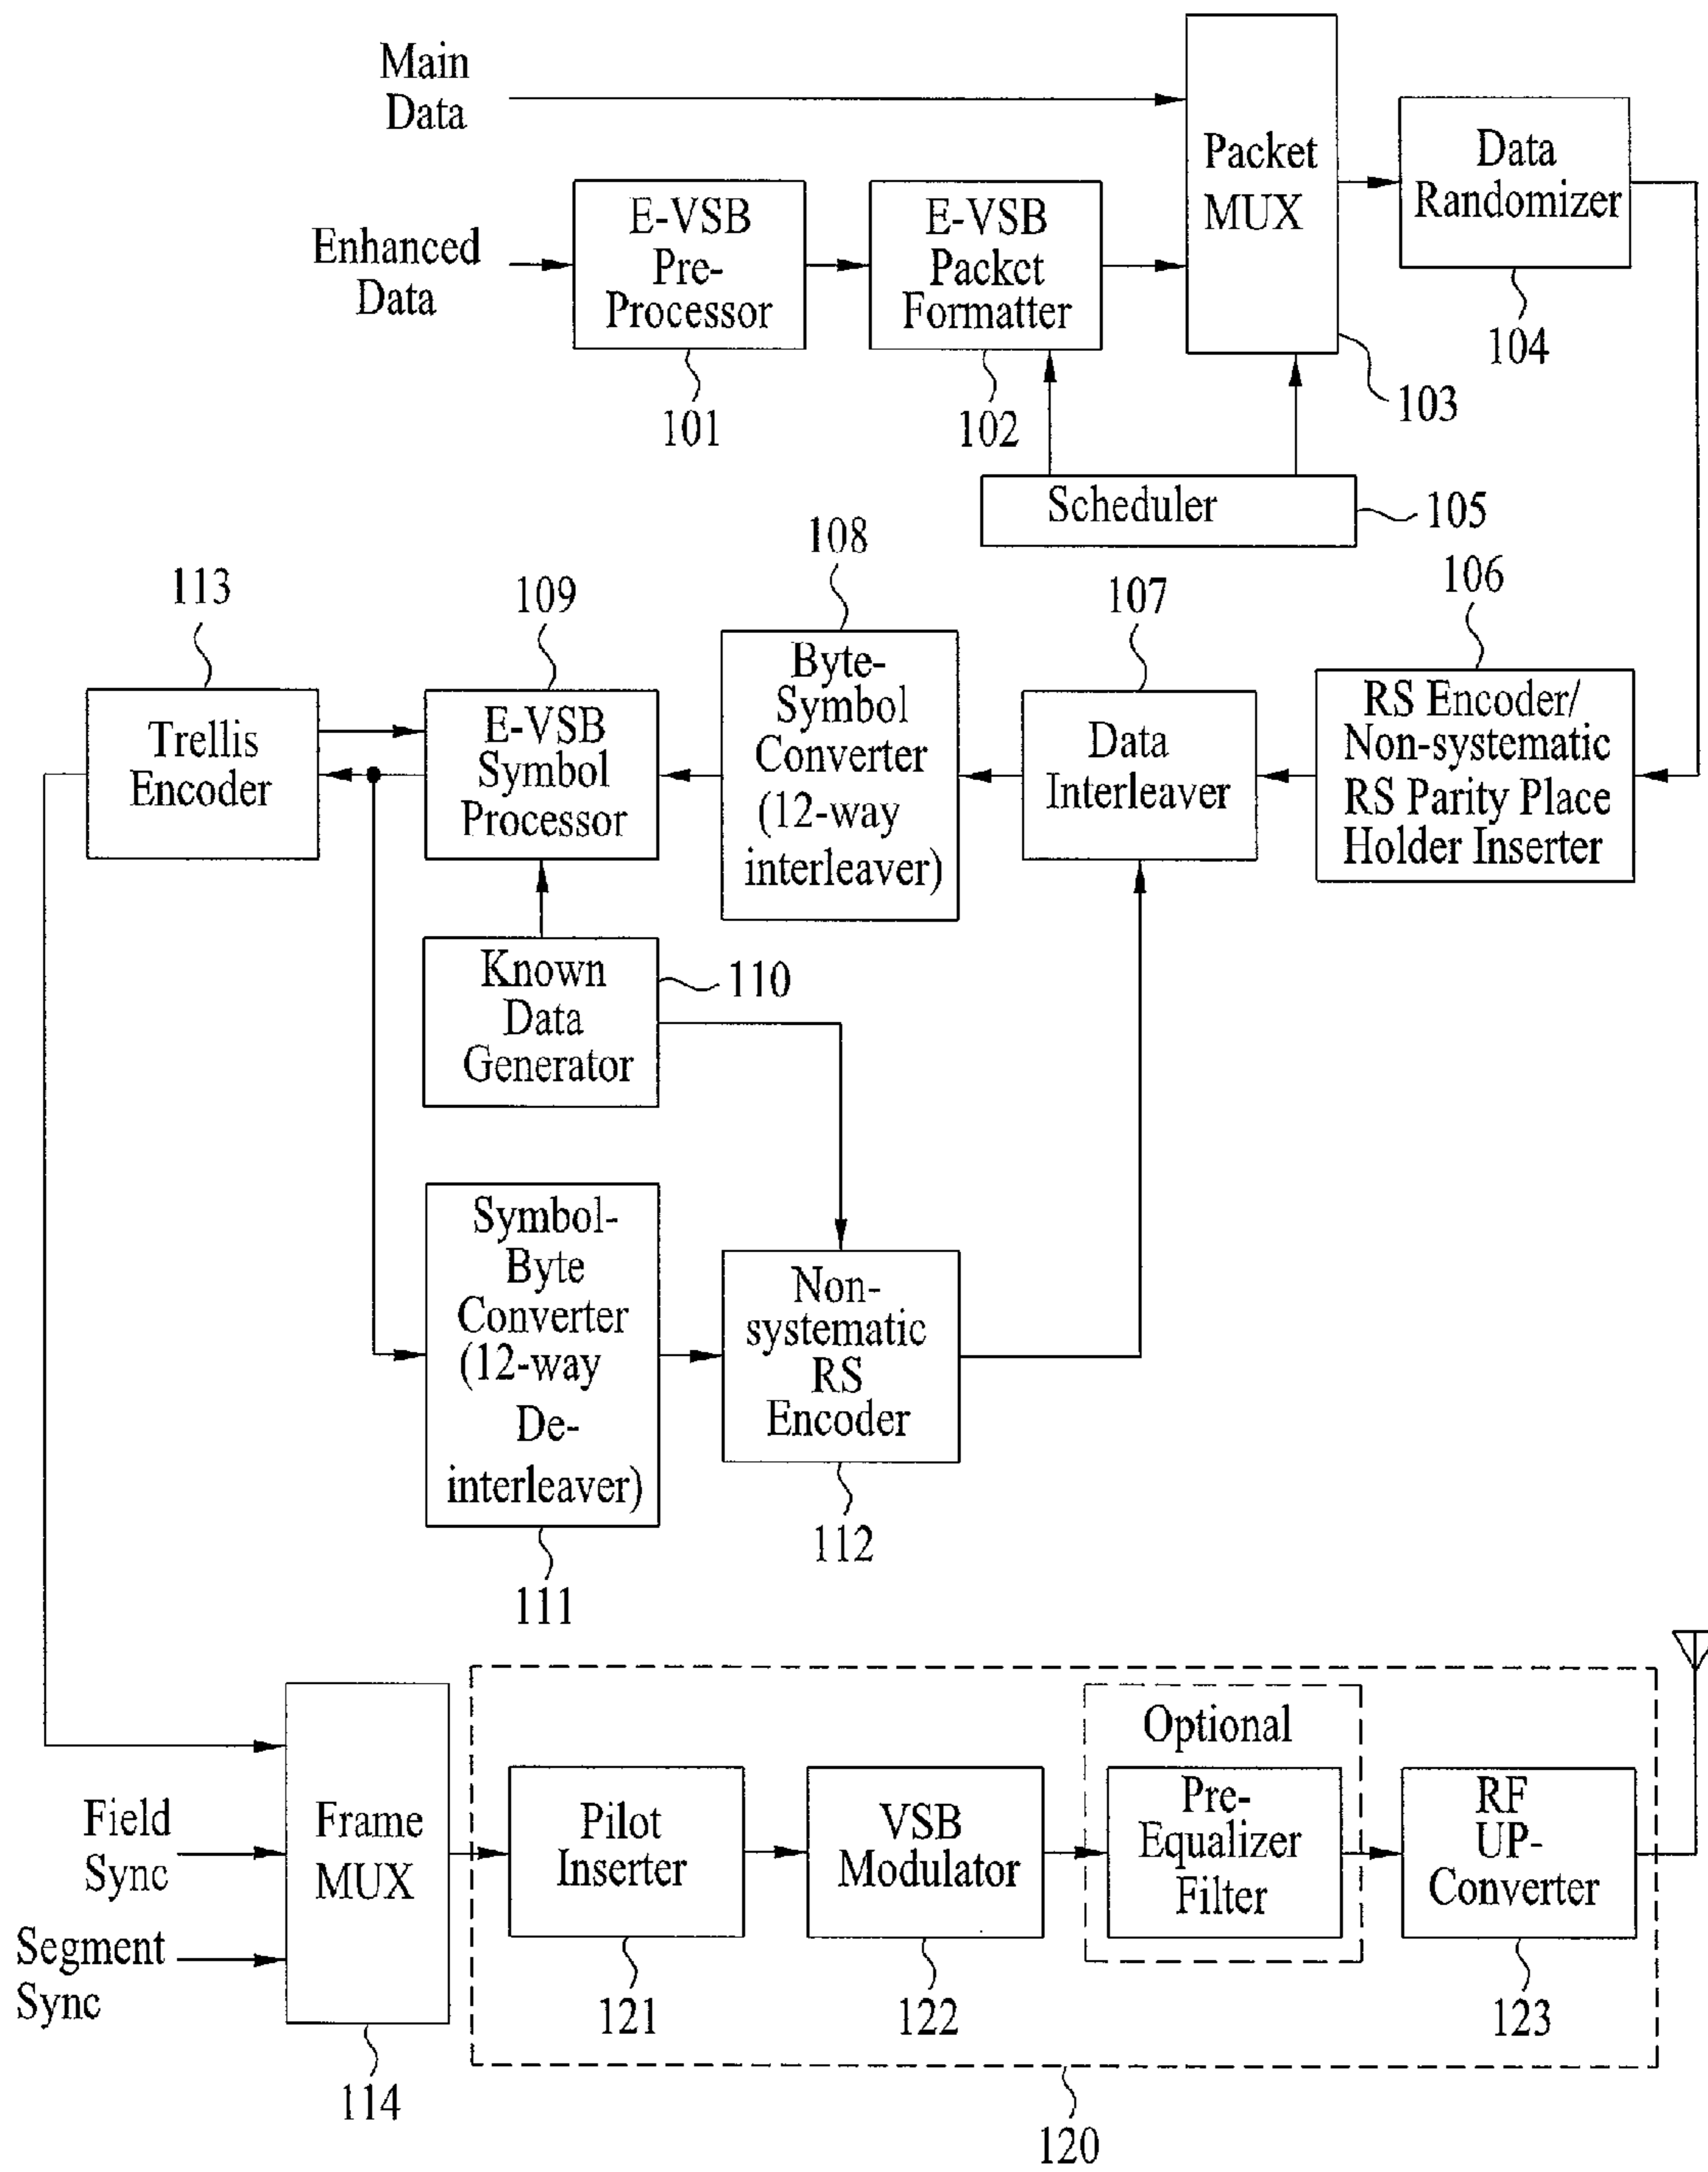 Main
Data
Enhanced
Data
E-VSB
Pre-
Processor
101
E-VSB
Packet
Formatter
102
Packet
MUX
103
Data
Randomizer
104
Scheduler
105
113
Trellis
Encoder
109
E-VSB
Symbol
Processor
108
Byte-
Symbol
Converter
(12-way
interleaver)
107
Data
Interleaver
106
RS Encoder/
Non-systematic
RS Parity Place
Holder Inserter
Known
Data
Generator
110
Symbol-
Byte
Converter
(12-way
De-
interleaver)
111
Non-
systematic
RS
Encoder
112
Field
Sync
Segment
Sync
Frame
MUX
114
Pilot
Inserter
121
VSB
Modulator
122
Optional
Pre-
Equalizer
Filter
RF
UP-
Converter
123
120